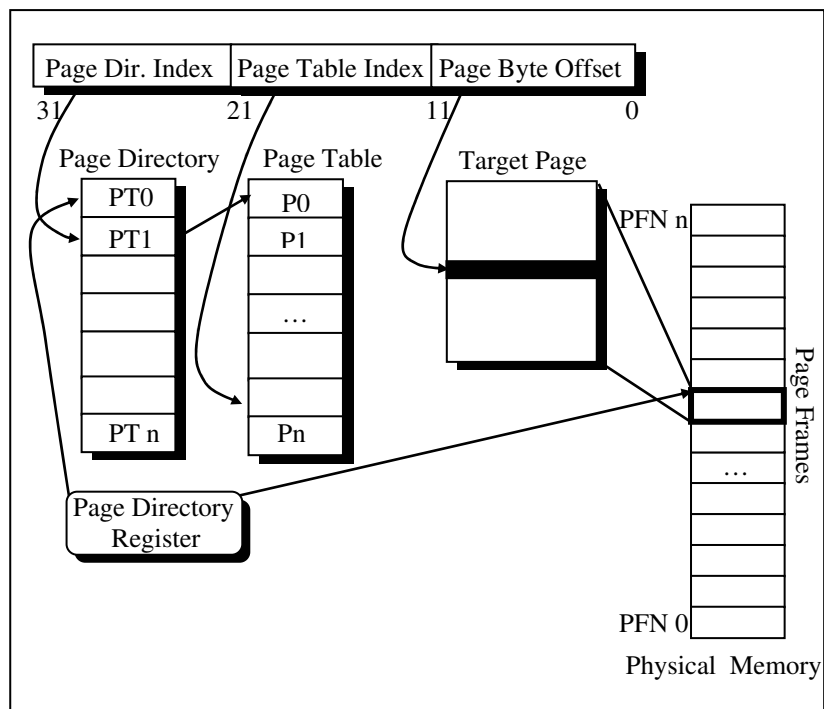 Page Dir. Index Page Table Index Page Byte Offset
31 21 11 0
Page Directory Page Table Target Page
PT0 P0
PFN n
PT1 P1
…
PT n Pn
Page Frames
…
Page Directory
Register
PFN 0
Physical Memory